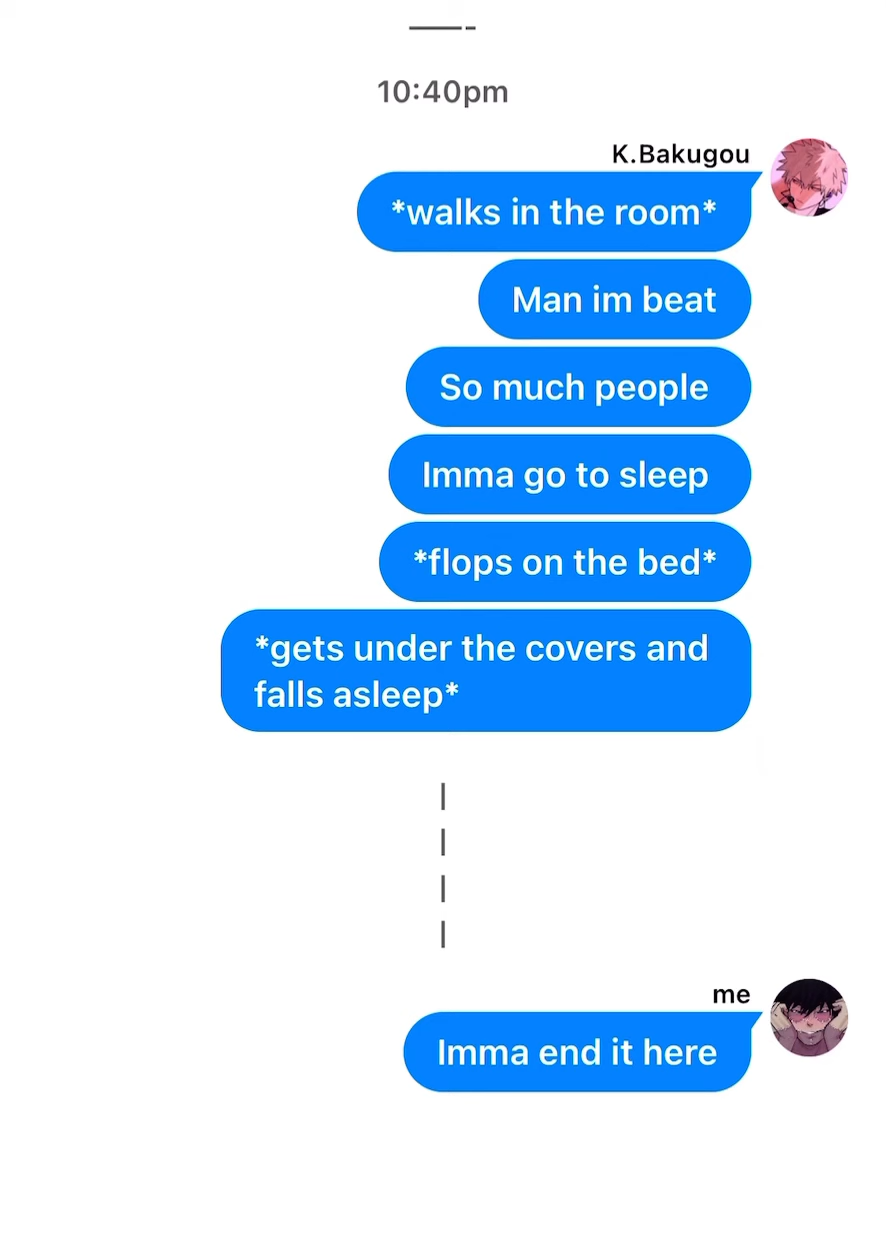 ——-
10:40pm
K.Bakugou
*walks in the room*
Man im beat
So much people
Imma go to sleep
*flops on the bed*
*gets under the covers and
falls asleep*
|
|
|
|
me
Imma end it here